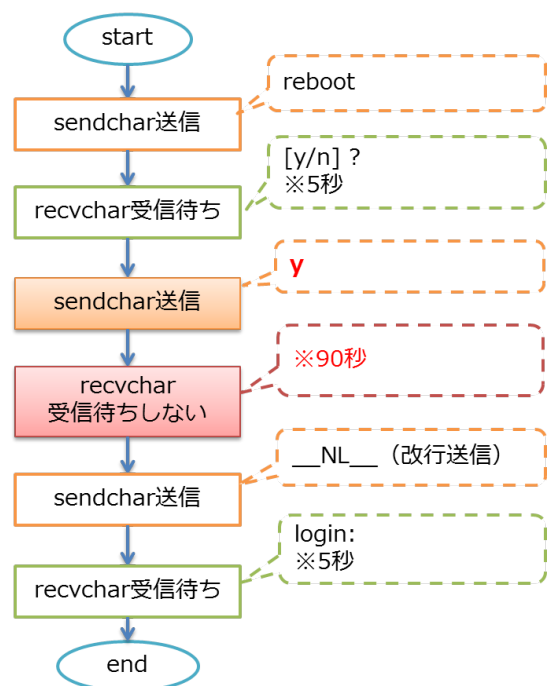 start
sendchar送信
reboot
recvchar受信待ち
[y/n] ?
※5秒
sendchar送信
y
recvchar
受信待ちしない
※90秒
sendchar送信
__NL__（改行送信）
recvchar受信待ち
login:
※5秒
end